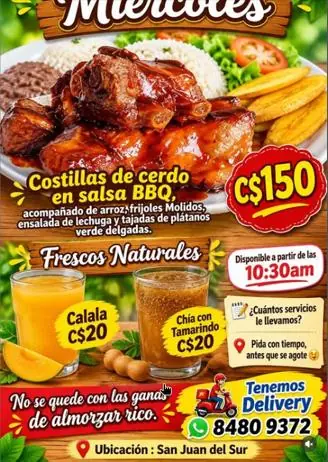 Miércoles
Costillas de cerdo
en salsa BBQ,
acompañado de arroz, frijoles Molidos,
ensalada de lechuga y tajadas de plátanos
verde delgadas.
C$150
Frescos Naturales
Calala
C$20
Chía con
Tamarindo
C$20
Disponible a partir de las
10:30am
¿Cuántos servicios
le llevamos?
Pida con tiempo,
antes que se agote
No se quede con las ganas
de almorzar rico.
Tenemos
Delivery
8480 9372
Ubicación : San Juan del Sur